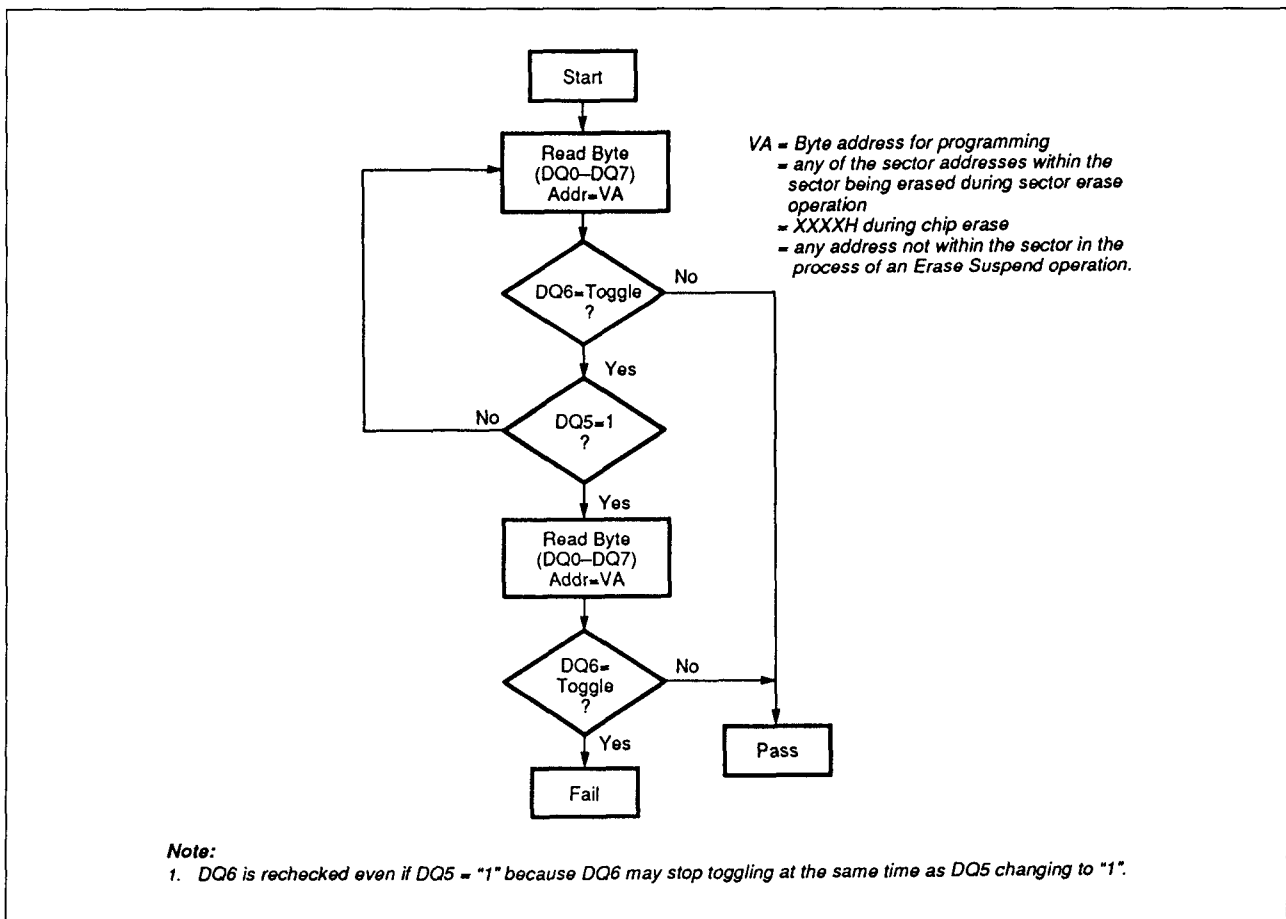 Start
Read Byte
(DQ0–DQ7)
Addr=VA
VA = Byte address for programming
= any of the sector addresses within the
sector being erased during sector erase
operation
= XXXXH during chip erase
= any address not within the sector in the
process of an Erase Suspend operation.
DQ6=Toggle
?
No
Yes
No
DQ5=1
?
Yes
Read Byte
(DQ0–DQ7)
Addr=VA
DQ6=
Toggle
?
No
Yes
Pass
Fail
Note:
1. DQ6 is rechecked even if DQ5 = "1" because DQ6 may stop toggling at the same time as DQ5 changing to "1".